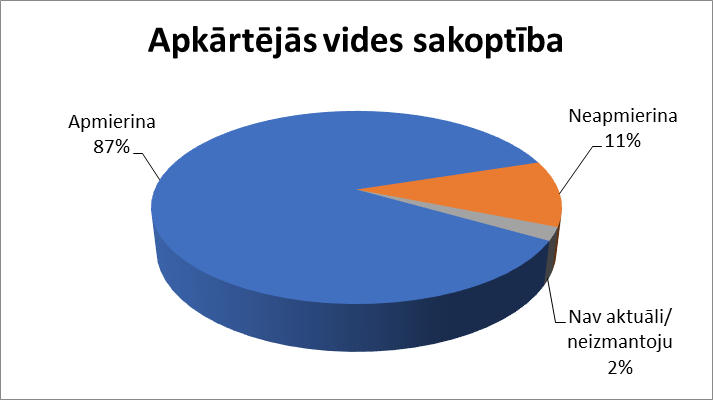 Apkārtējās vides sakoptība
Apmierina
87%
Neapmierina
11%
Nav aktuāli/
neizmantoju
2%